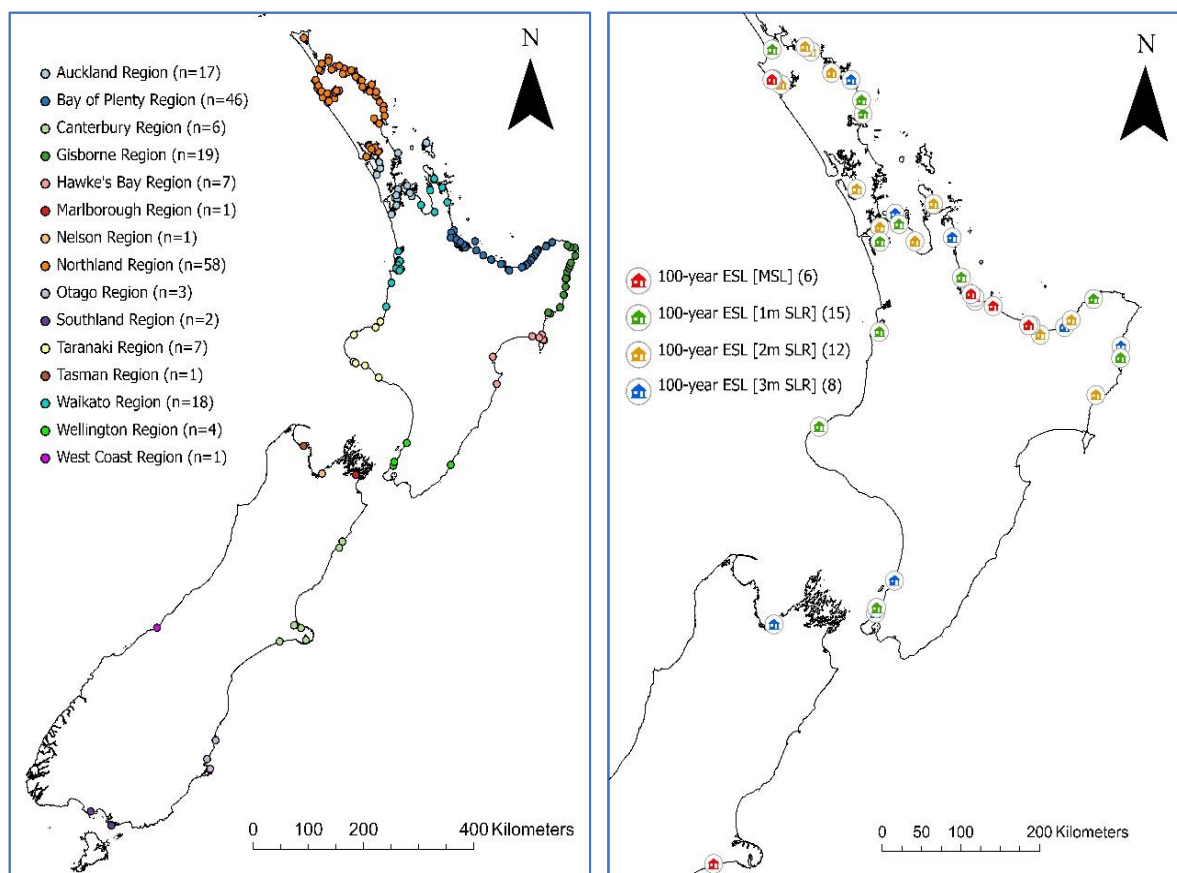 N
Auckland Region (n=17)
Bay of Plenty Region (n=46)
Canterbury Region (n=6)
Gisborne Region (n=19)
Hawke's Bay Region (n=7)
Marlborough Region (n=1)
Nelson Region (n=1)
Northland Region (n=58)
Otago Region (n=3)
Southland Region (n=2)
Taranaki Region (n=7)
Tasman Region (n=1)
Waikato Region (n=18)
Wellington Region (n=4)
West Coast Region (n=1)
0 100 200 400 Kilometers
N
100-year ESL [MSL] (6)
100-year ESL [1m SLR] (15)
100-year ESL [2m SLR] (12)
100-year ESL [3m SLR] (8)
0 50 100 200 Kilometers